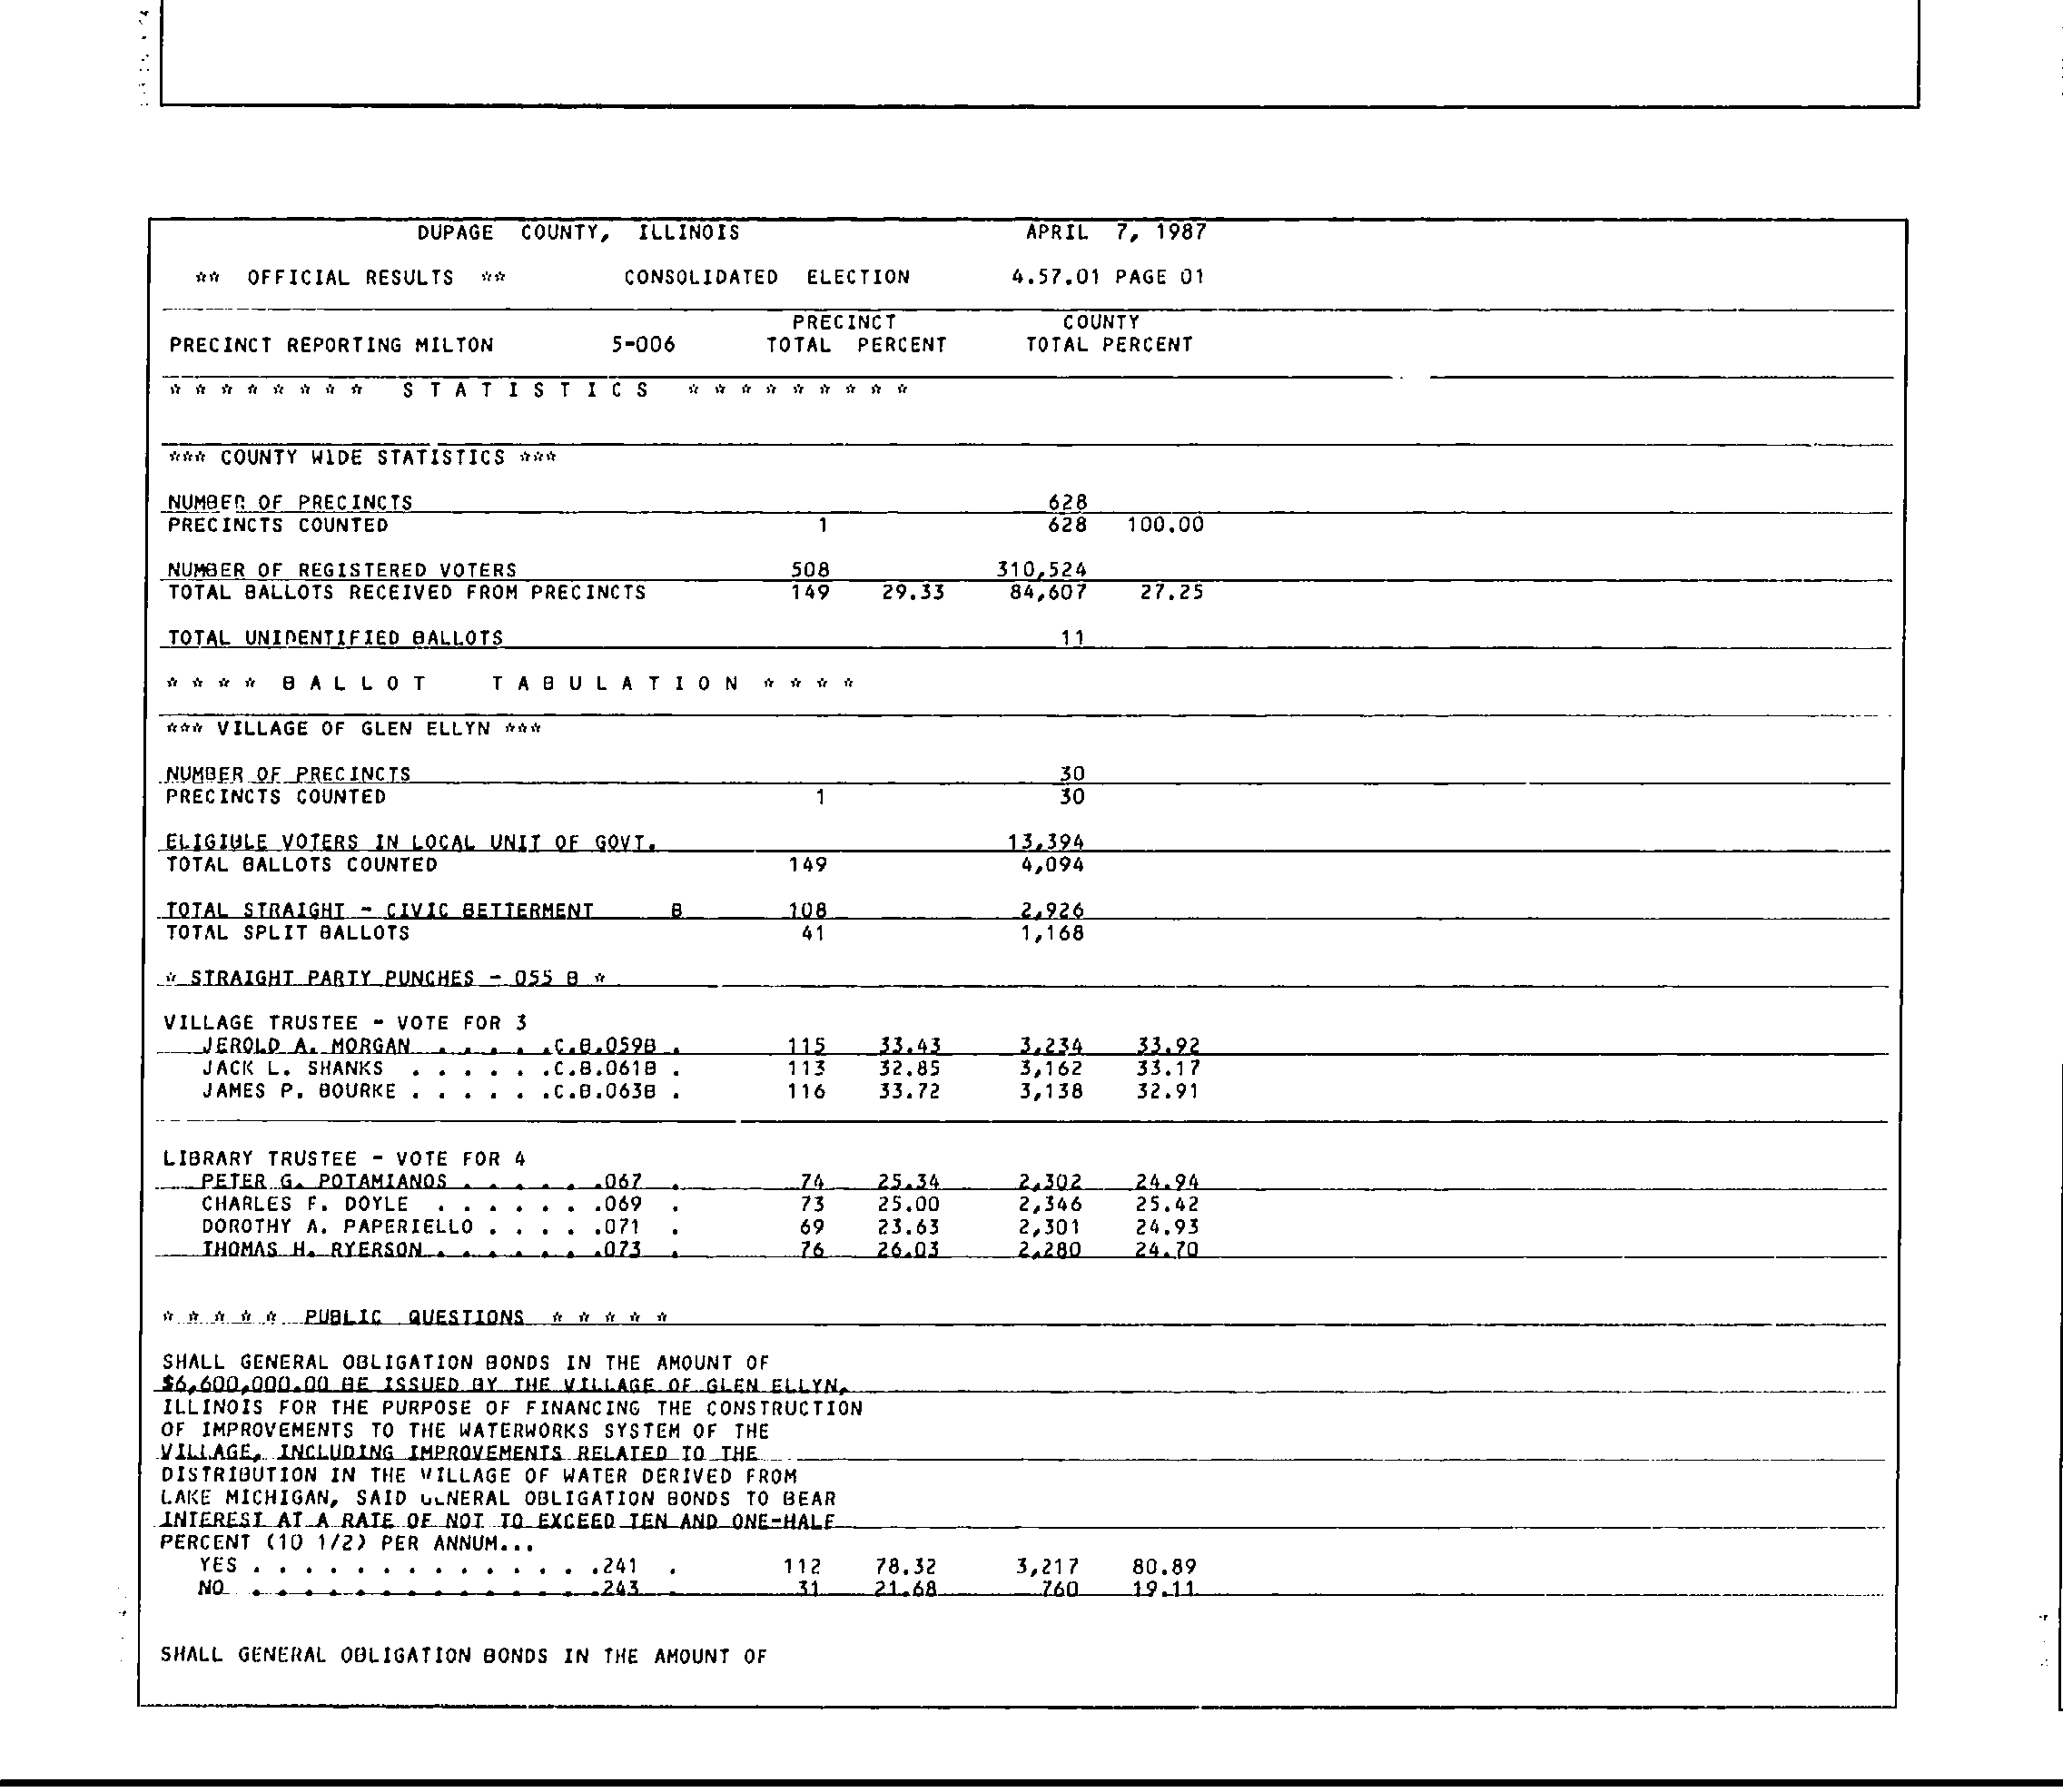 DUPAGE COUNTY, ILLINOIS APRIL 7, 1987
** OFFICIAL RESULTS ** CONSOLIDATED ELECTION 4.57.01 PAGE 01
PRECINCT COUNTY
PRECINCT REPORTING MILTON 5-006 TOTAL PERCENT TOTAL PERCENT
* * * * * * * * S T A T I S T I C S * * * * * * * * *
*** COUNTY WIDE STATISTICS ***
NUMBER OF PRECINCTS 628
PRECINCTS COUNTED 1 628 100.00
NUMBER OF REGISTERED VOTERS 508 310,524
TOTAL BALLOTS RECEIVED FROM PRECINCTS 149 29.33 84,607 27.25
TOTAL UNIDENTIFIED BALLOTS 11
* * * * B A L L O T T A B U L A T I O N * * * *
*** VILLAGE OF GLEN ELLYN ***
NUMBER OF PRECINCTS 30
PRECINCTS COUNTED 1 30
ELIGIBLE VOTERS IN LOCAL UNIT OF GOVT. 13,394
TOTAL BALLOTS COUNTED 149 4,094
TOTAL STRAIGHT - CIVIC BETTERMENT B 108 2,926
TOTAL SPLIT BALLOTS 41 1,168
* STRAIGHT PARTY PUNCHES - 055 B *
VILLAGE TRUSTEE - VOTE FOR 3
JEROLD A. MORGAN . . . . . .C.B.059B . 115 33.43 3,234 33.92
JACK L. SHANKS . . . . . .C.B.061B . 113 32.85 3,162 33.17
JAMES P. BOURKE . . . . . .C.B.063B . 116 33.72 3,138 32.91
LIBRARY TRUSTEE - VOTE FOR 4
PETER G. POTAMIANOS . . . . . .067 . 74 25.34 2,302 24.94
CHARLES F. DOYLE . . . . . . .069 . 73 25.00 2,346 25.42
DOROTHY A. PAPERIELLO . . . . .071 . 69 23.63 2,301 24.93
THOMAS H. RYERSON . . . . . . .073 . 76 26.03 2,280 24.70
* * * * * PUBLIC QUESTIONS * * * * *
SHALL GENERAL OBLIGATION BONDS IN THE AMOUNT OF
$6,600,000.00 BE ISSUED BY THE VILLAGE OF GLEN ELLYN,
ILLINOIS FOR THE PURPOSE OF FINANCING THE CONSTRUCTION
OF IMPROVEMENTS TO THE WATERWORKS SYSTEM OF THE
VILLAGE, INCLUDING IMPROVEMENTS RELATED TO THE
DISTRIBUTION IN THE VILLAGE OF WATER DERIVED FROM
LAKE MICHIGAN, SAID GENERAL OBLIGATION BONDS TO BEAR
INTEREST AT A RATE OF NOT TO EXCEED TEN AND ONE-HALF
PERCENT (10 1/2) PER ANNUM...
YES . . . . . . . . . . . . . .241 . 112 78.32 3,217 80.89
NO . . . . . . . . . . . . . .243 . 31 21.68 760 19.11
SHALL GENERAL OBLIGATION BONDS IN THE AMOUNT OF